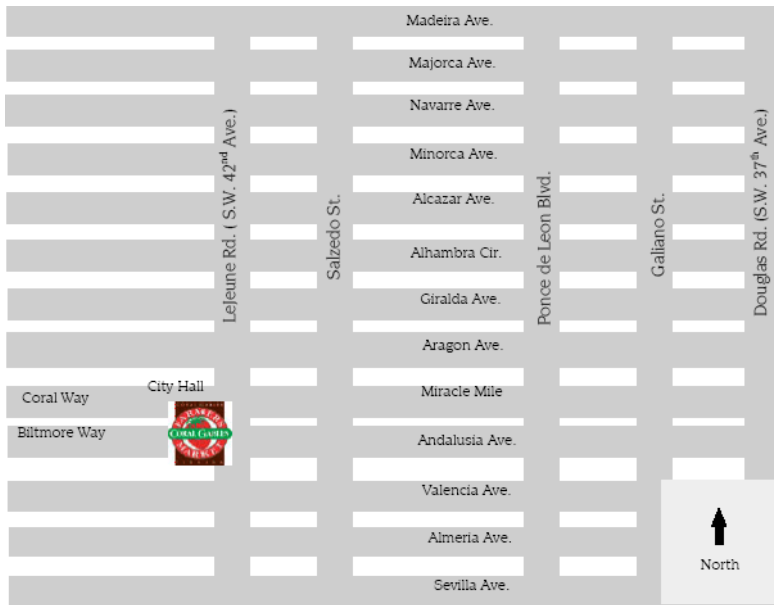 Madeira Ave.
Majorca Ave.
Navarre Ave.
Minorca Ave.
Alcazar Ave.
Alhambra Cir.
Giralda Ave.
Aragon Ave.
Miracle Mile
Andalusia Ave.
Valencia Ave.
Almeria Ave.
Sevilla Ave.
Lejeune Rd. ( S.W. 42nd Ave.)
Salzedo St.
Ponce de Leon Blvd.
Galiano St.
Douglas Rd. (S.W. 37th Ave.)
City Hall
Coral Way
Biltmore Way
FARMERS
MARKET
North